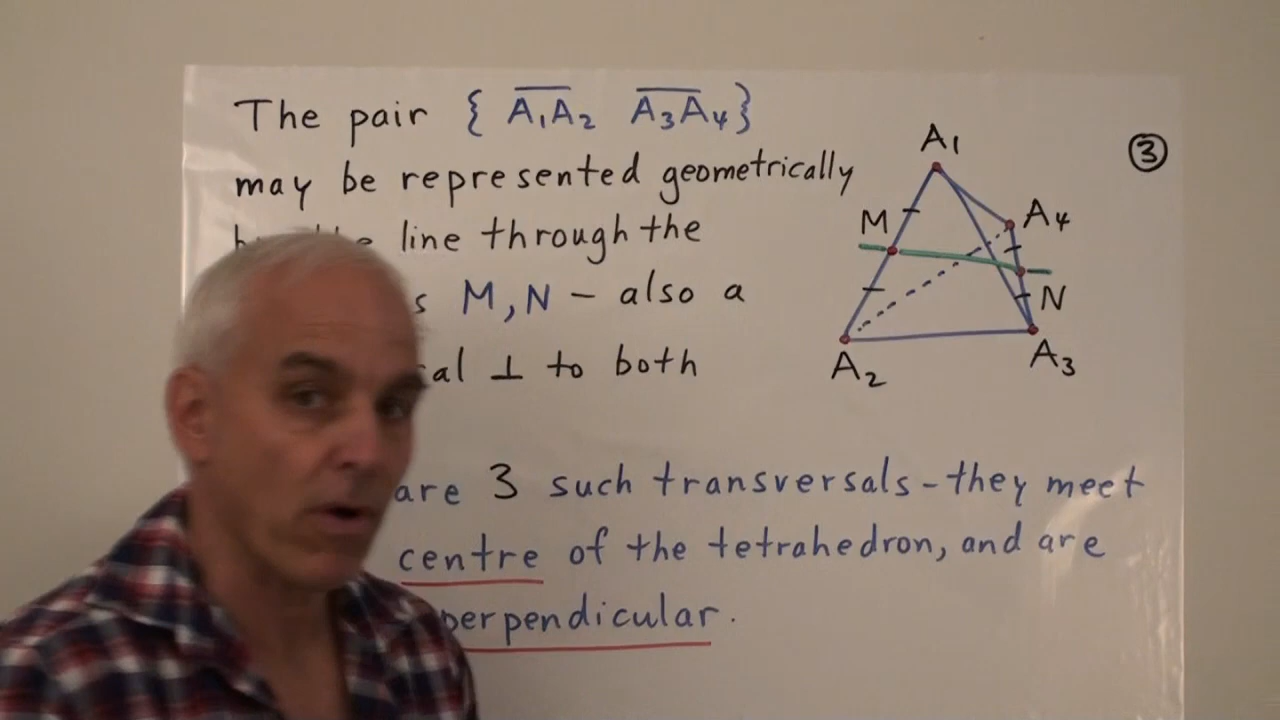 The pair { A₁A₂ A₃A₄}
may be represented geometrically
line through the
M, N - also a
⊥ to both
are 3 such transversals - they meet
centre of the tetrahedron, and are
perpendicular.
3
A₁
A₄
M
N
A₂
A₃